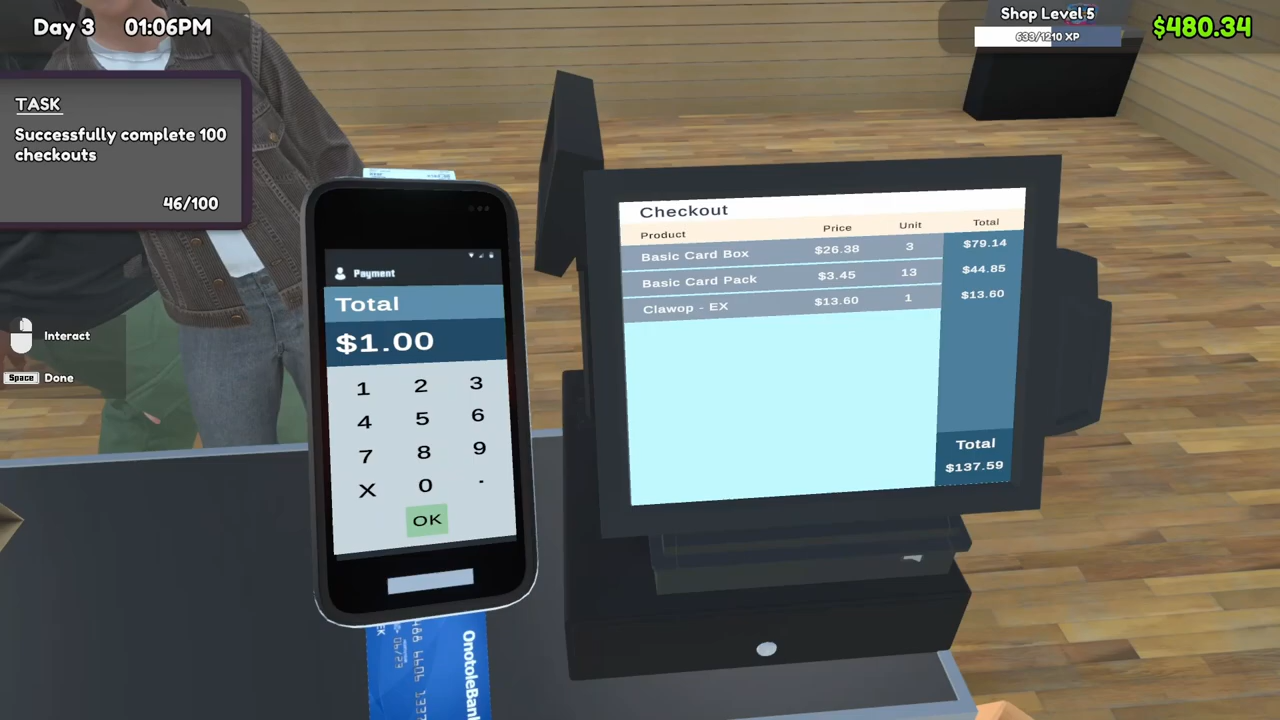 Day 3 01:06PM
Shop Level 5
633/1210 XP
$480.34
TASK
Successfully complete 100
checkouts
46/100
Interact
Space Done
Payment
Total
$1.00
1 2 3
4 5 6
7 8 9
X 0 .
OK
Checkout
Product Price Unit Total
Basic Card Box $26.38 3 $79.14
Basic Card Pack $3.45 13 $44.85
Clawop - EX $13.60 1 $13.60
Total
$137.59
OnotoleBank